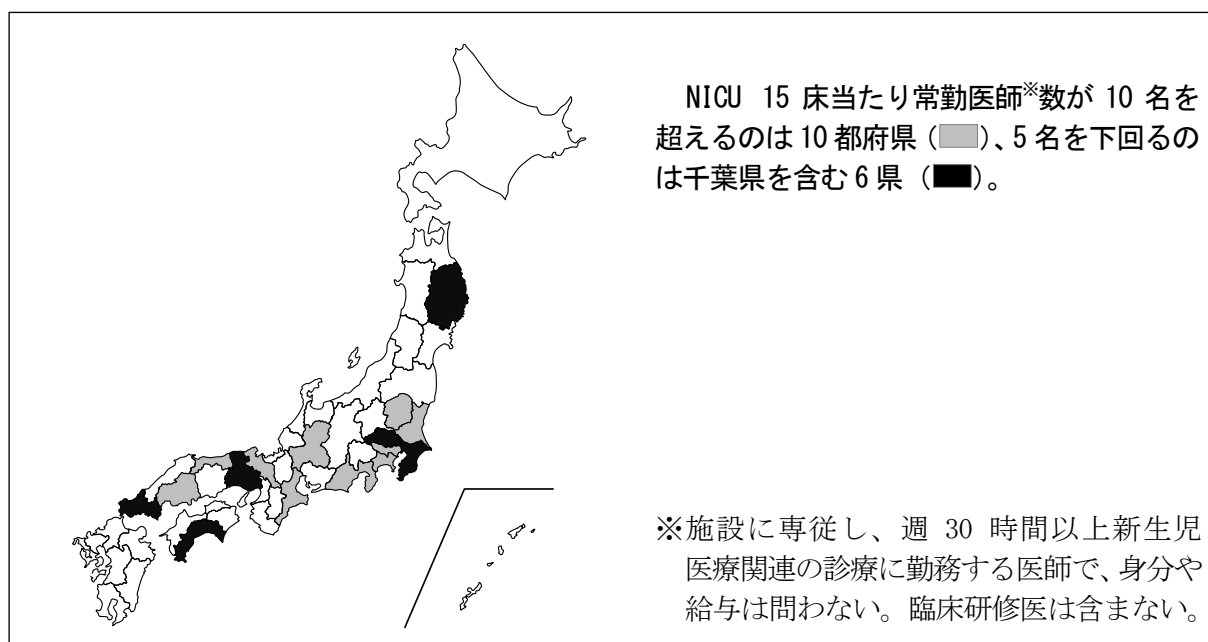 NICU 15 床当たり常勤医師※数が 10 名を
超えるのは 10 都府県(　)、5 名を下回るの
は千葉県を含む 6 県 (　)。
※施設に専従し、週 30 時間以上新生児
医療関連の診療に勤務する医師で、身分や
給与は問わない。臨床研修医は含まない。